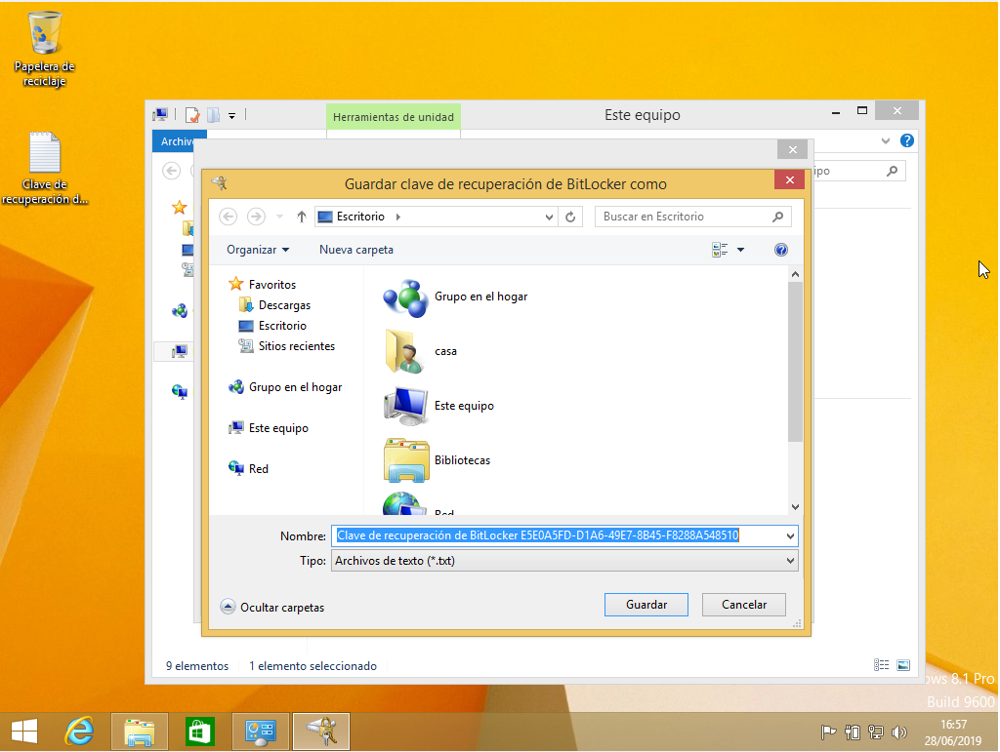 Papelera de
reciclaje
Clave de
recuperación d...
Herramientas de unidad
Este equipo
Archiv
Guardar clave de recuperación de BitLocker como
Escritorio
Buscar en Escritorio
Organizar
Nueva carpeta
Favoritos
Descargas
Escritorio
Sitios recientes
Grupo en el hogar
Este equipo
Red
Grupo en el hogar
casa
Este equipo
Bibliotecas
Red
Nombre: Clave de recuperación de BitLocker E5E0A5FD-D1A6-49E7-8B45-F8288A548510
Tipo: Archivos de texto (*.txt)
Ocultar carpetas
Guardar
Cancelar
9 elementos
1 elemento seleccionado
ows 8.1 Pro
Build 9600
16:57
28/06/2019